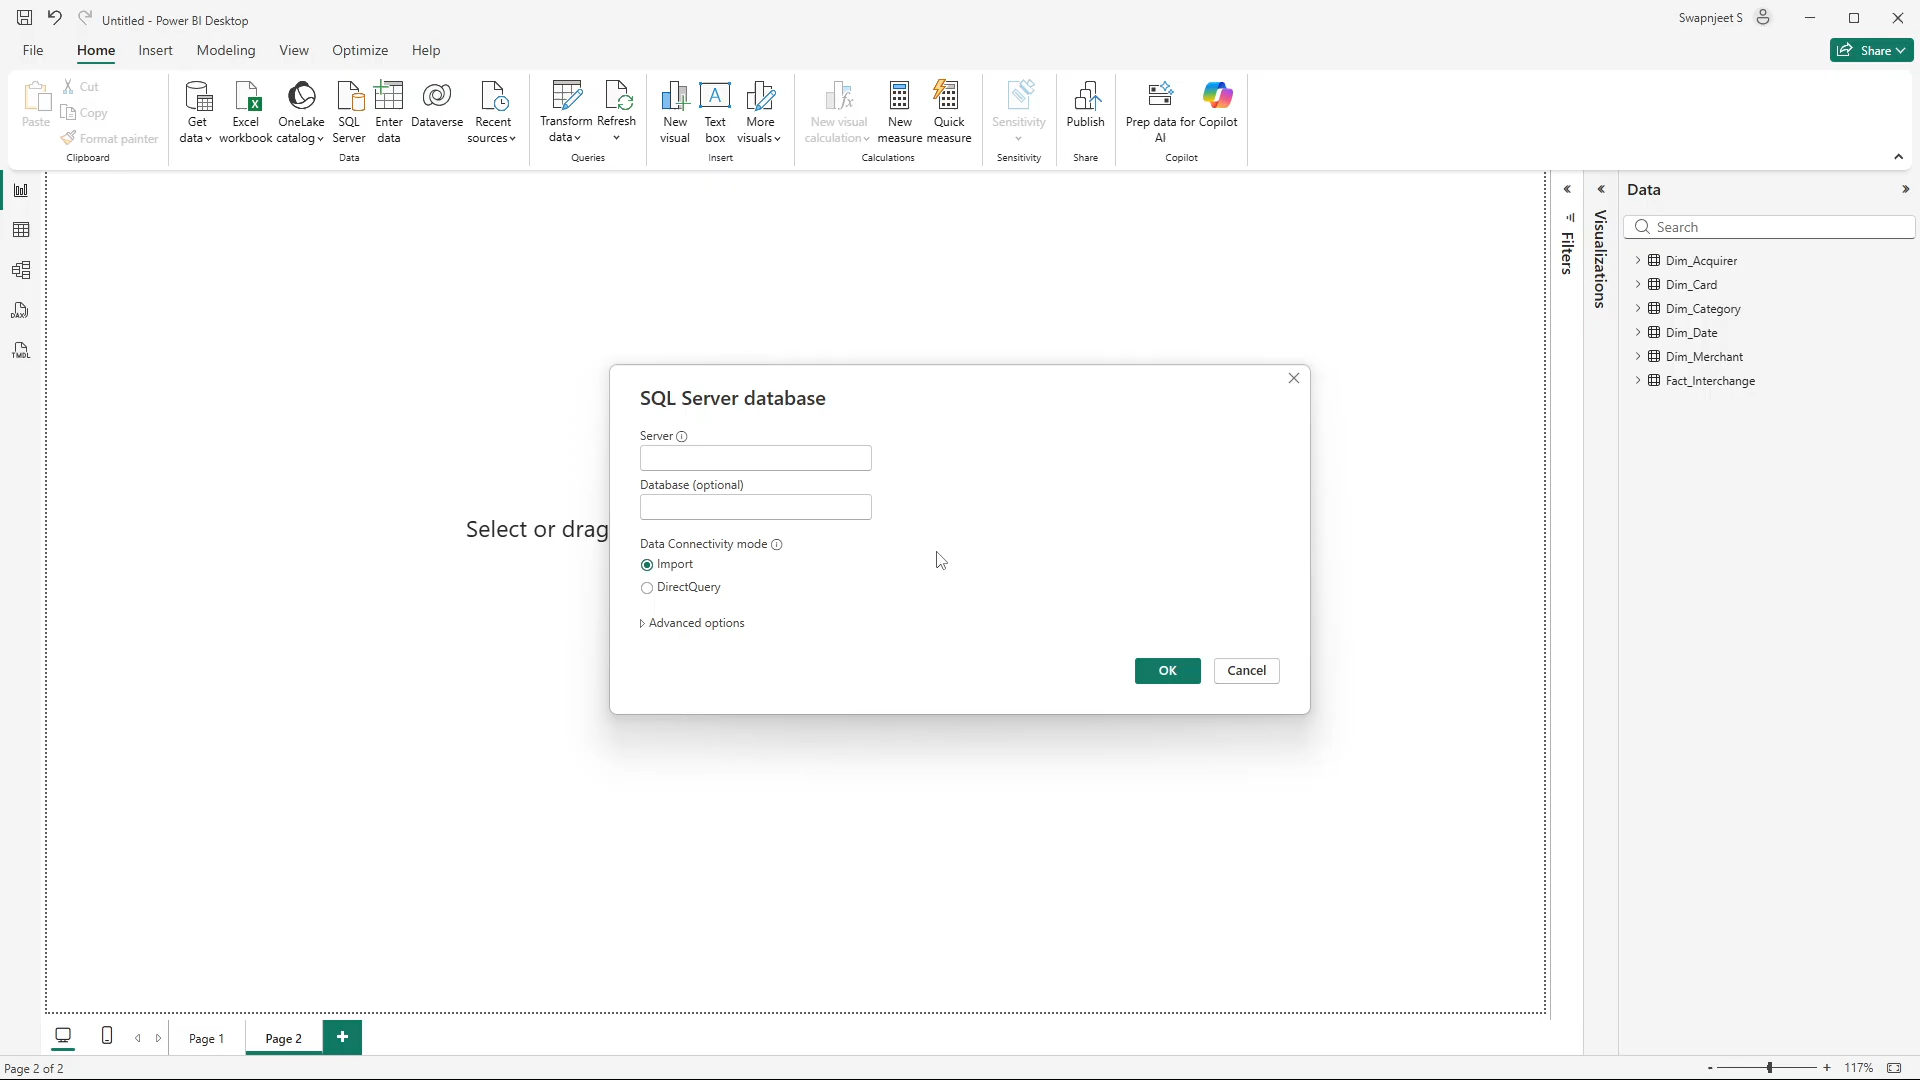 Untitled - Power BI Desktop
Swapnjeet S
File Home Insert Modeling View Optimize Help
Share
Paste
Cut
Copy
Format painter
Clipboard
Get data
Excel workbook
OneLake catalog
SQL Server
Enter data
Dataverse
Recent sources
Data
Transform data
Refresh
Queries
New visual
Text box
More visuals
Insert
New visual calculation
New measure
Quick measure
Calculations
Sensitivity
Sensitivity
Publish
Share
Prep data for AI
Copilot
Copilot
DAX
TMDL
Select or drag
SQL Server database
Server
Database (optional)
Data Connectivity mode
Import
DirectQuery
Advanced options
OK Cancel
Filters
Visualizations
Data
Search
Dim_Acquirer
Dim_Card
Dim_Category
Dim_Date
Dim_Merchant
Fact_Interchange
Page 1 Page 2
Page 2 of 2
- + 117%